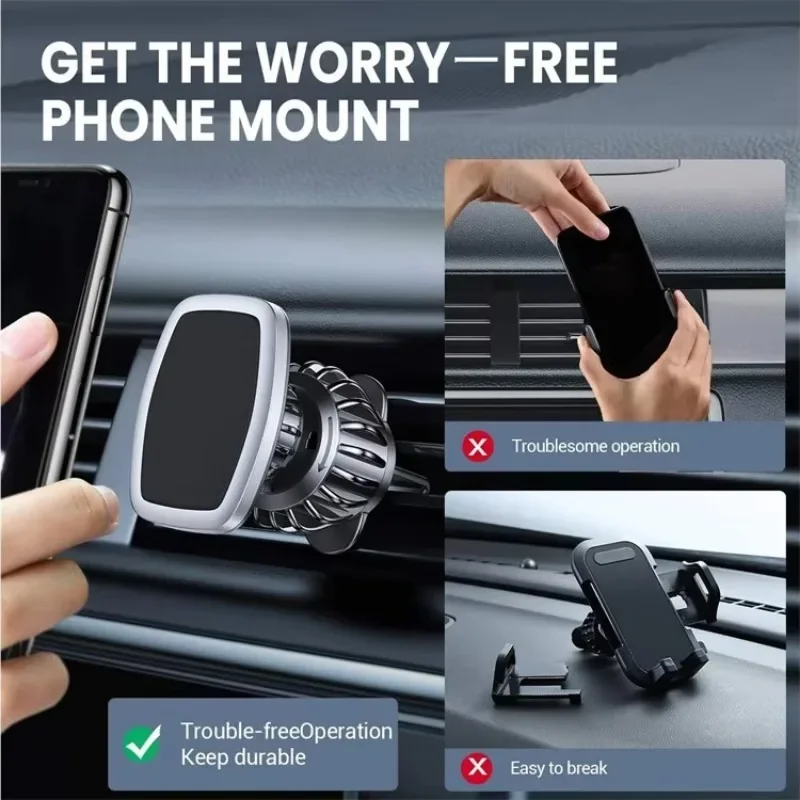 GET THE WORRY—FREE
PHONE MOUNT
Troublesome operation
Trouble-freeOperation
Keep durable
Easy to break